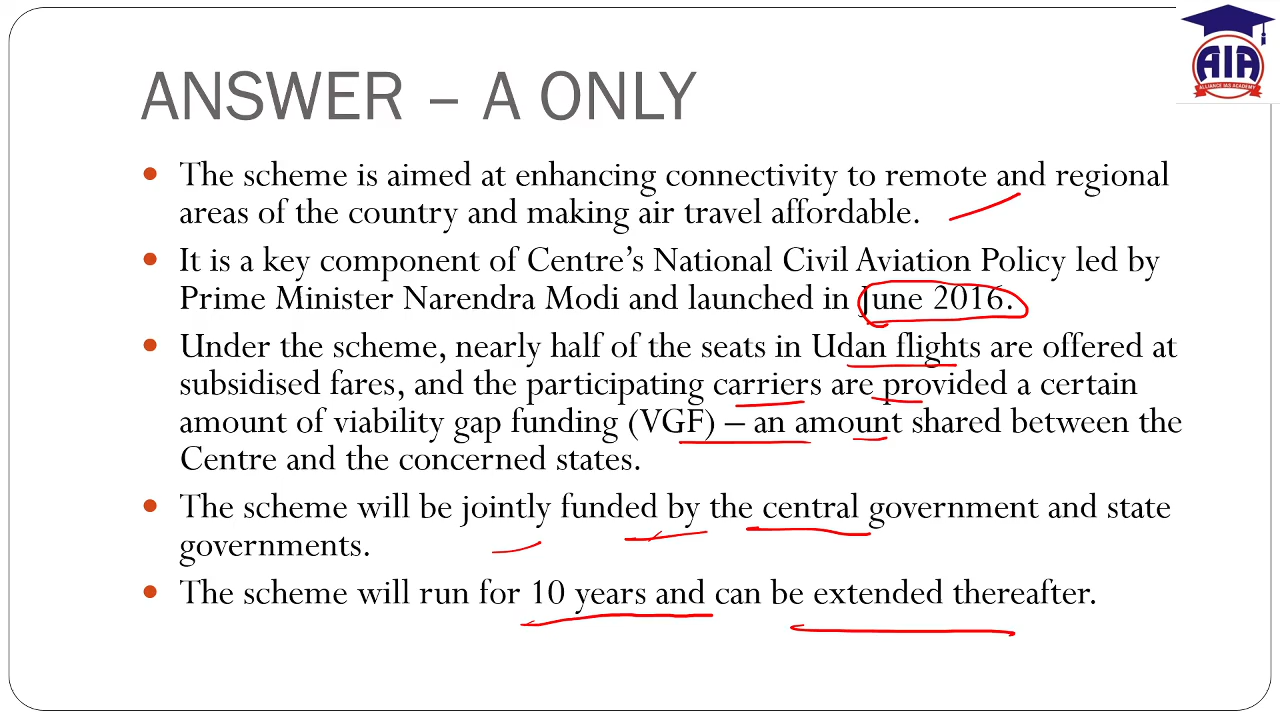 AIA
ALLIANCE IAS ACADEMY
ANSWER – A ONLY
• The scheme is aimed at enhancing connectivity to remote and regional
areas of the country and making air travel affordable.
• It is a key component of Centre’s National Civil Aviation Policy led by
Prime Minister Narendra Modi and launched in June 2016.
• Under the scheme, nearly half of the seats in Udan flights are offered at
subsidised fares, and the participating carriers are provided a certain
amount of viability gap funding (VGF) – an amount shared between the
Centre and the concerned states.
• The scheme will be jointly funded by the central government and state
governments.
• The scheme will run for 10 years and can be extended thereafter.